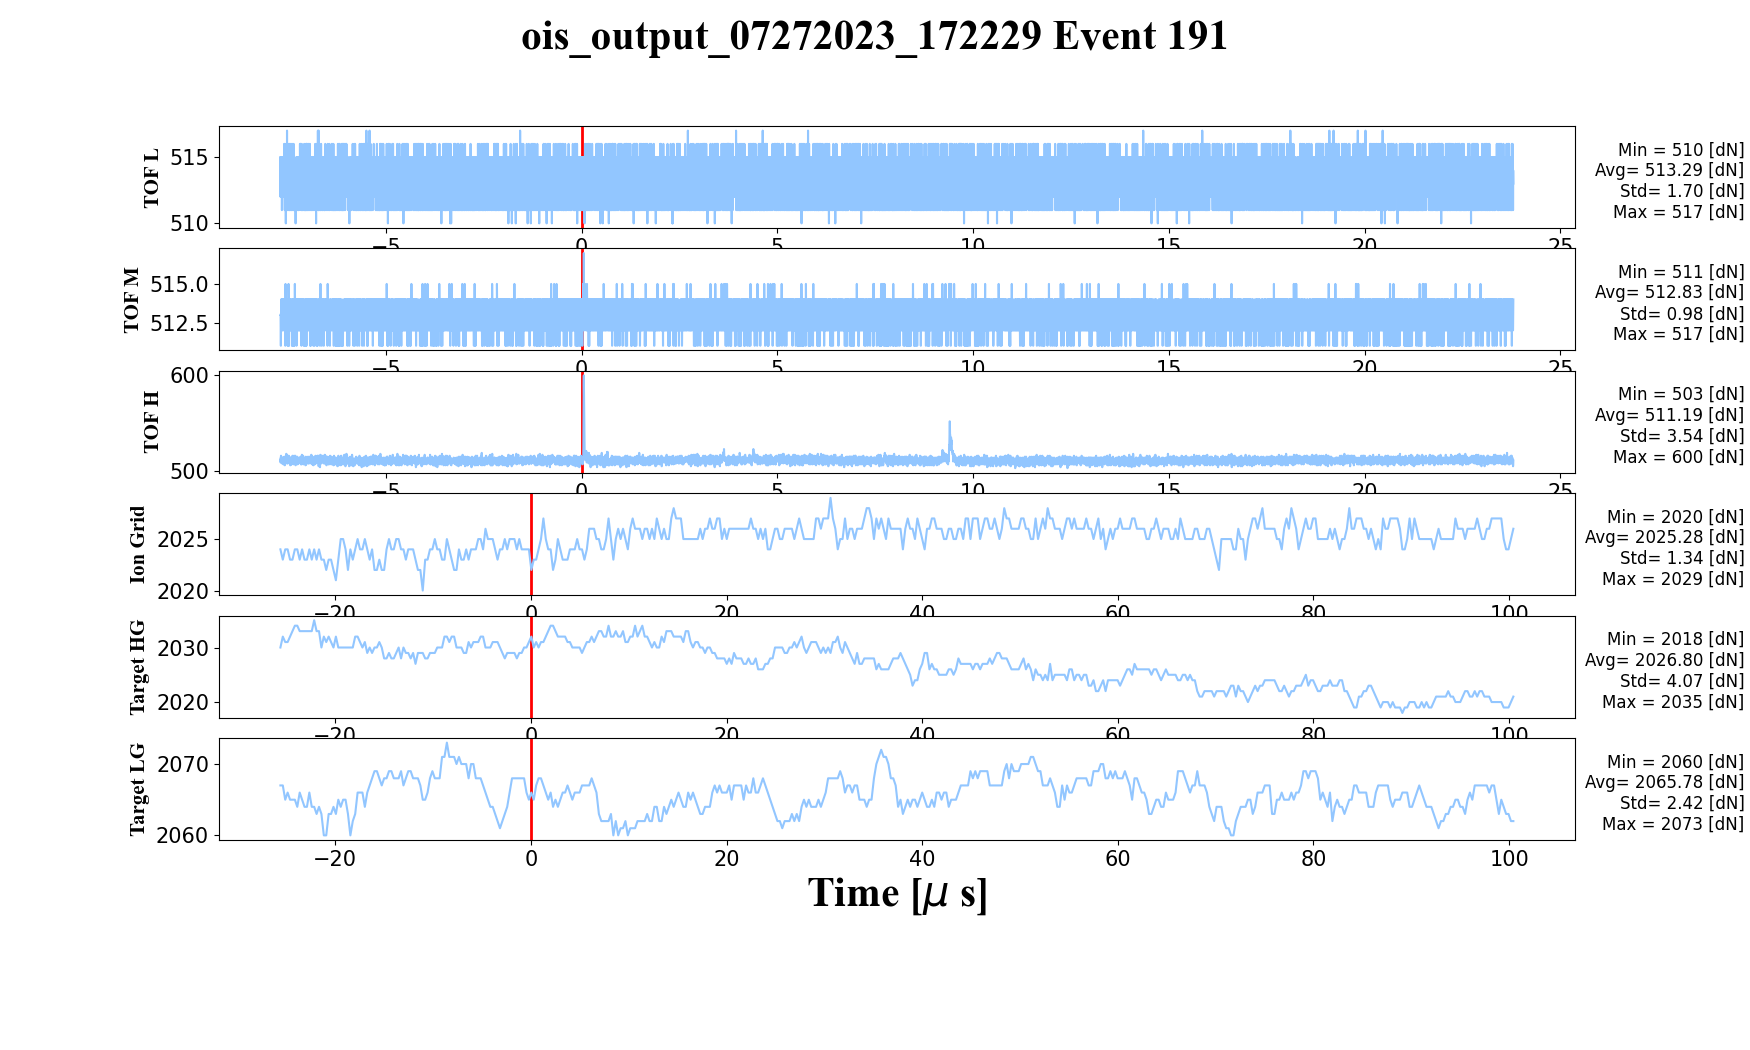 ois_output_07272023_172229 Event 191
TOF L
515
510
−5 0 5 10 15 20 25
Min = 510 [dN]
Avg= 513.29 [dN]
Std= 1.70 [dN]
Max = 517 [dN]
TOF M
515.0
512.5
−5 0 5 10 15 20 25
Min = 511 [dN]
Avg= 512.83 [dN]
Std= 0.98 [dN]
Max = 517 [dN]
TOF H
600
500
−5 0 5 10 15 20 25
Min = 503 [dN]
Avg= 511.19 [dN]
Std= 3.54 [dN]
Max = 600 [dN]
Ion Grid
2025
2020
−20 0 20 40 60 80 100
Min = 2020 [dN]
Avg= 2025.28 [dN]
Std= 1.34 [dN]
Max = 2029 [dN]
Target HG
2030
2020
−20 0 20 40 60 80 100
Min = 2018 [dN]
Avg= 2026.80 [dN]
Std= 4.07 [dN]
Max = 2035 [dN]
Target LG
2070
2060
−20 0 20 40 60 80 100
Min = 2060 [dN]
Avg= 2065.78 [dN]
Std= 2.42 [dN]
Max = 2073 [dN]
Time [μ s]